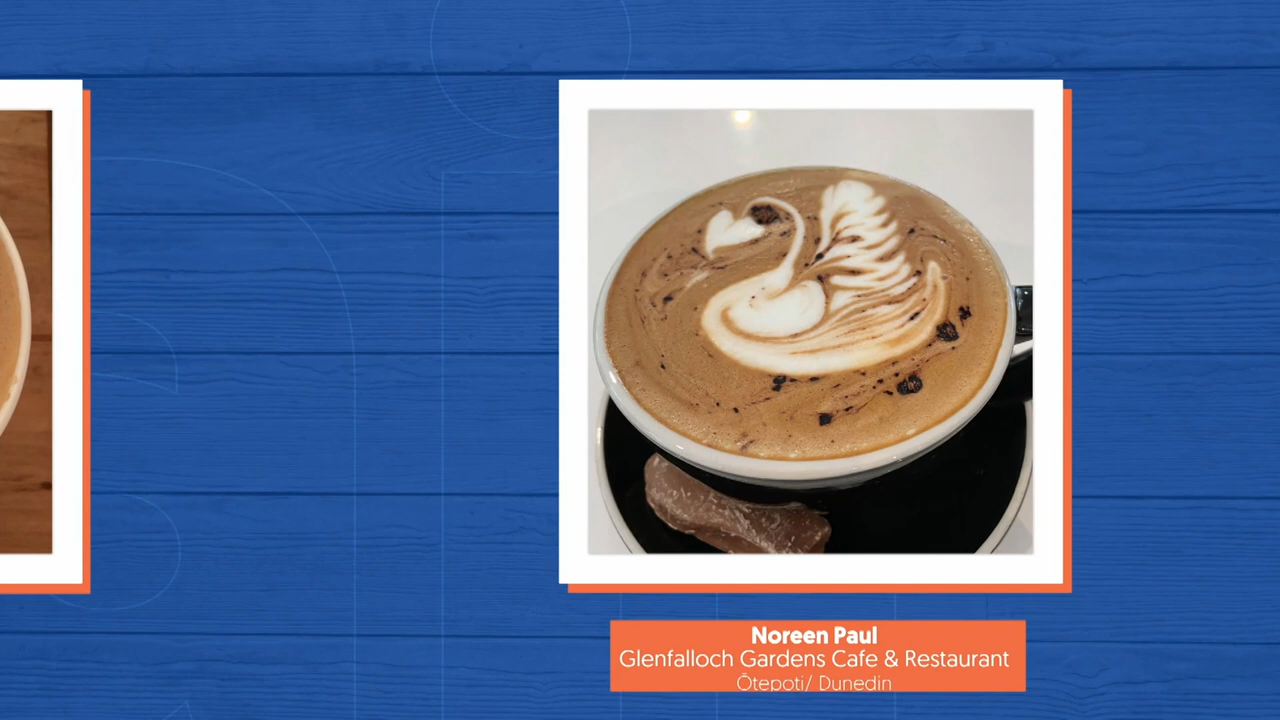 Noreen Paul
Glenfalloch Gardens Cafe & Restaurant
Ōtepoti/ Dunedin